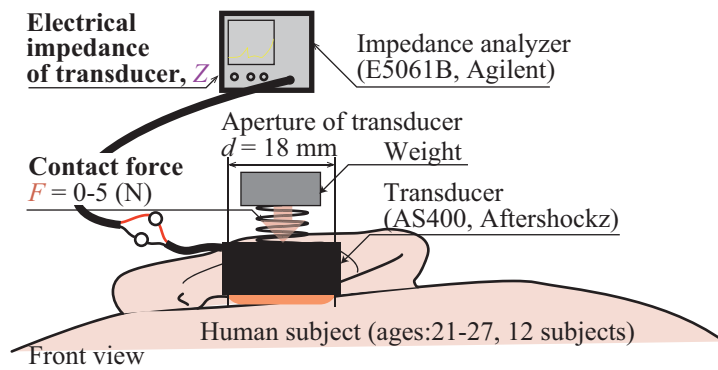 Electrical
impedance
of transducer, Z
Impedance analyzer
(E5061B, Agilent)
Aperture of transducer
d = 18 mm
Weight
Contact force
F = 0-5 (N)
Transducer
(AS400, Aftershockz)
Human subject (ages:21-27, 12 subjects)
Front view